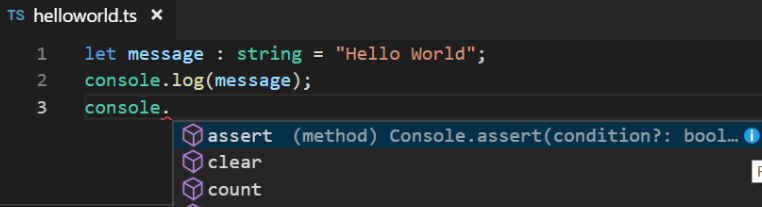 TS helloworld.ts ×
1 let message : string = "Hello World";
2 console.log(message);
3 console.
assert (method) Console.assert(condition?: bool…
clear
count